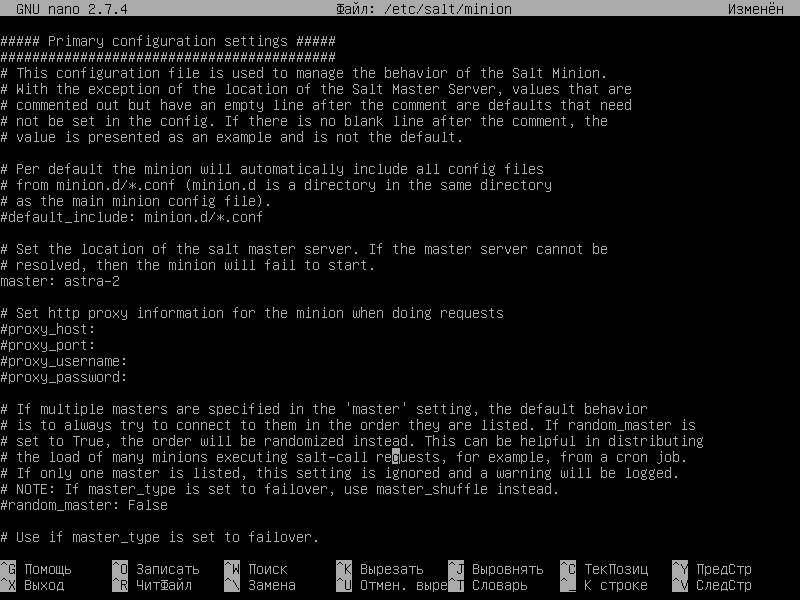 GNU nano 2.7.4 Файл: /etc/salt/minion Изменён
##### Primary configuration settings #####
##########################################
# This configuration file is used to manage the behavior of the Salt Minion.
# With the exception of the location of the Salt Master Server, values that are
# commented out but have an empty line after the comment are defaults that need
# not be set in the config. If there is no blank line after the comment, the
# value is presented as an example and is not the default.
# Per default the minion will automatically include all config files
# from minion.d/*.conf (minion.d is a directory in the same directory
# as the main minion config file).
#default_include: minion.d/*.conf
# Set the location of the salt master server. If the master server cannot be
# resolved, then the minion will fail to start.
master: astra-2
# Set http proxy information for the minion when doing requests
#proxy_host:
#proxy_port:
#proxy_username:
#proxy_password:
# If multiple masters are specified in the 'master' setting, the default behavior
# is to always try to connect to them in the order they are listed. If random_master is
# set to True, the order will be randomized instead. This can be helpful in distributing
# the load of many minions executing salt-call requests, for example, from a cron job.
# If only one master is listed, this setting is ignored and a warning will be logged.
# NOTE: If master_type is set to failover, use master_shuffle instead.
#random_master: False
# Use if master_type is set to failover.
^G Помощь ^O Записать ^W Поиск ^K Вырезать ^J Выровнять ^C ТекПозиц ^Y ПредСтр
^X Выход ^R ЧитФайл ^\ Замена ^U Отмен. выре^T Словарь ^_ К строке ^V СледСтр